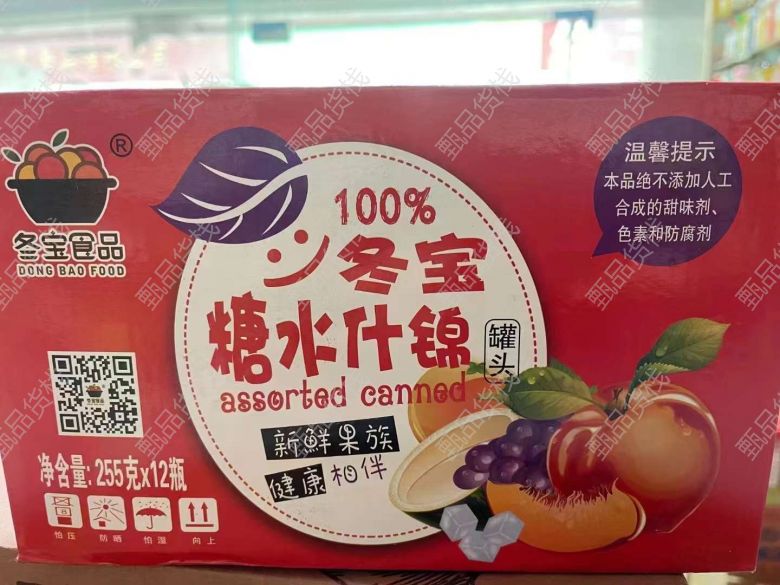 ®
冬宝食品
DONG BAO FOOD
100%
冬宝
糖水什锦
罐头
assorted canned
新鲜果族
健康相伴
温馨提示
本品绝不添加人工
合成的甜味剂、
色素和防腐剂
净含量: 255克x12瓶
怕压 防晒 怕湿 向上
甄品货栈